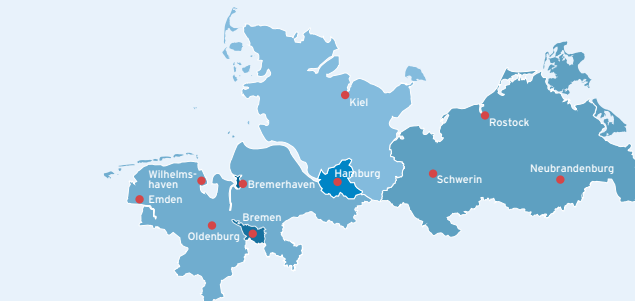 Kiel
Rostock
Hamburg
Neubrandenburg
Wilhelms-
haven
Schwerin
Bremerhaven
Emden
Bremen
Oldenburg